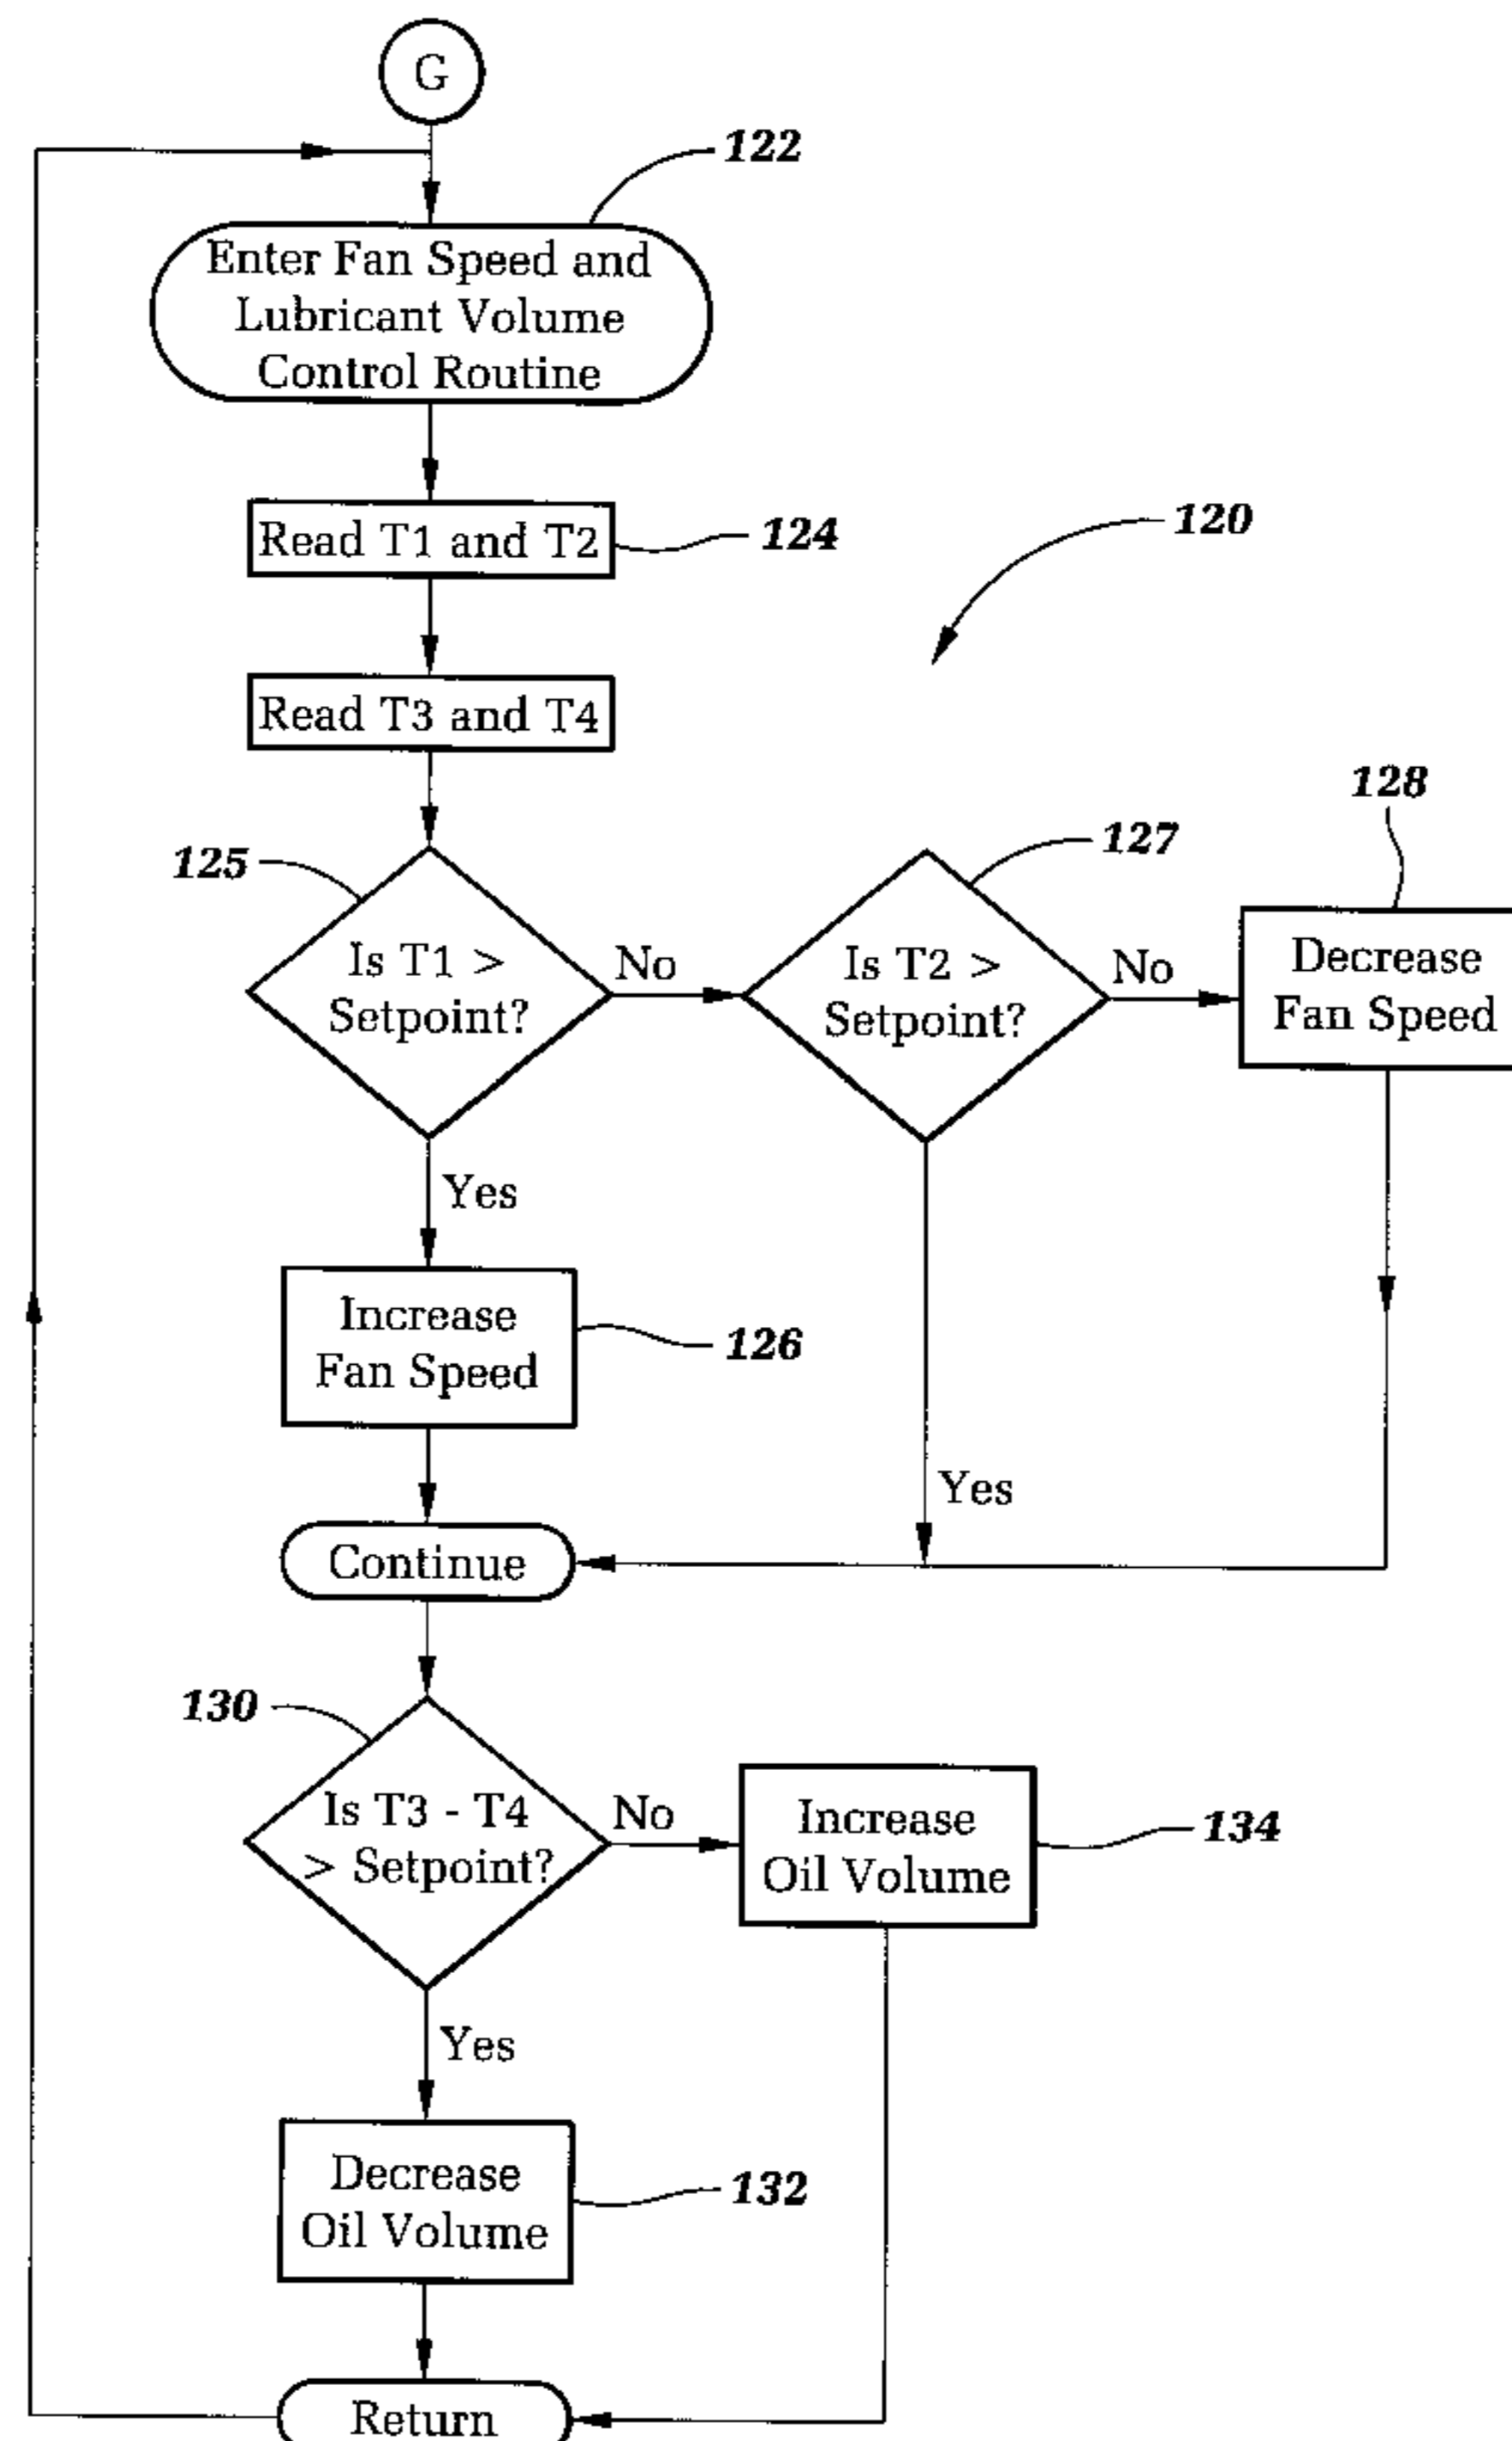 G
122
Enter Fan Speed and
Lubricant Volume
Control Routine
Read T1 and T2
124
120
Read T3 and T4
128
125
127
Is T1 >
Setpoint?
No
Is T2 >
Setpoint?
No
Decrease
Fan Speed
Yes
Increase
Fan Speed
126
Yes
Continue
130
Is T3 - T4
> Setpoint?
No
Increase
Oil Volume
134
Yes
Decrease
Oil Volume
132
Return